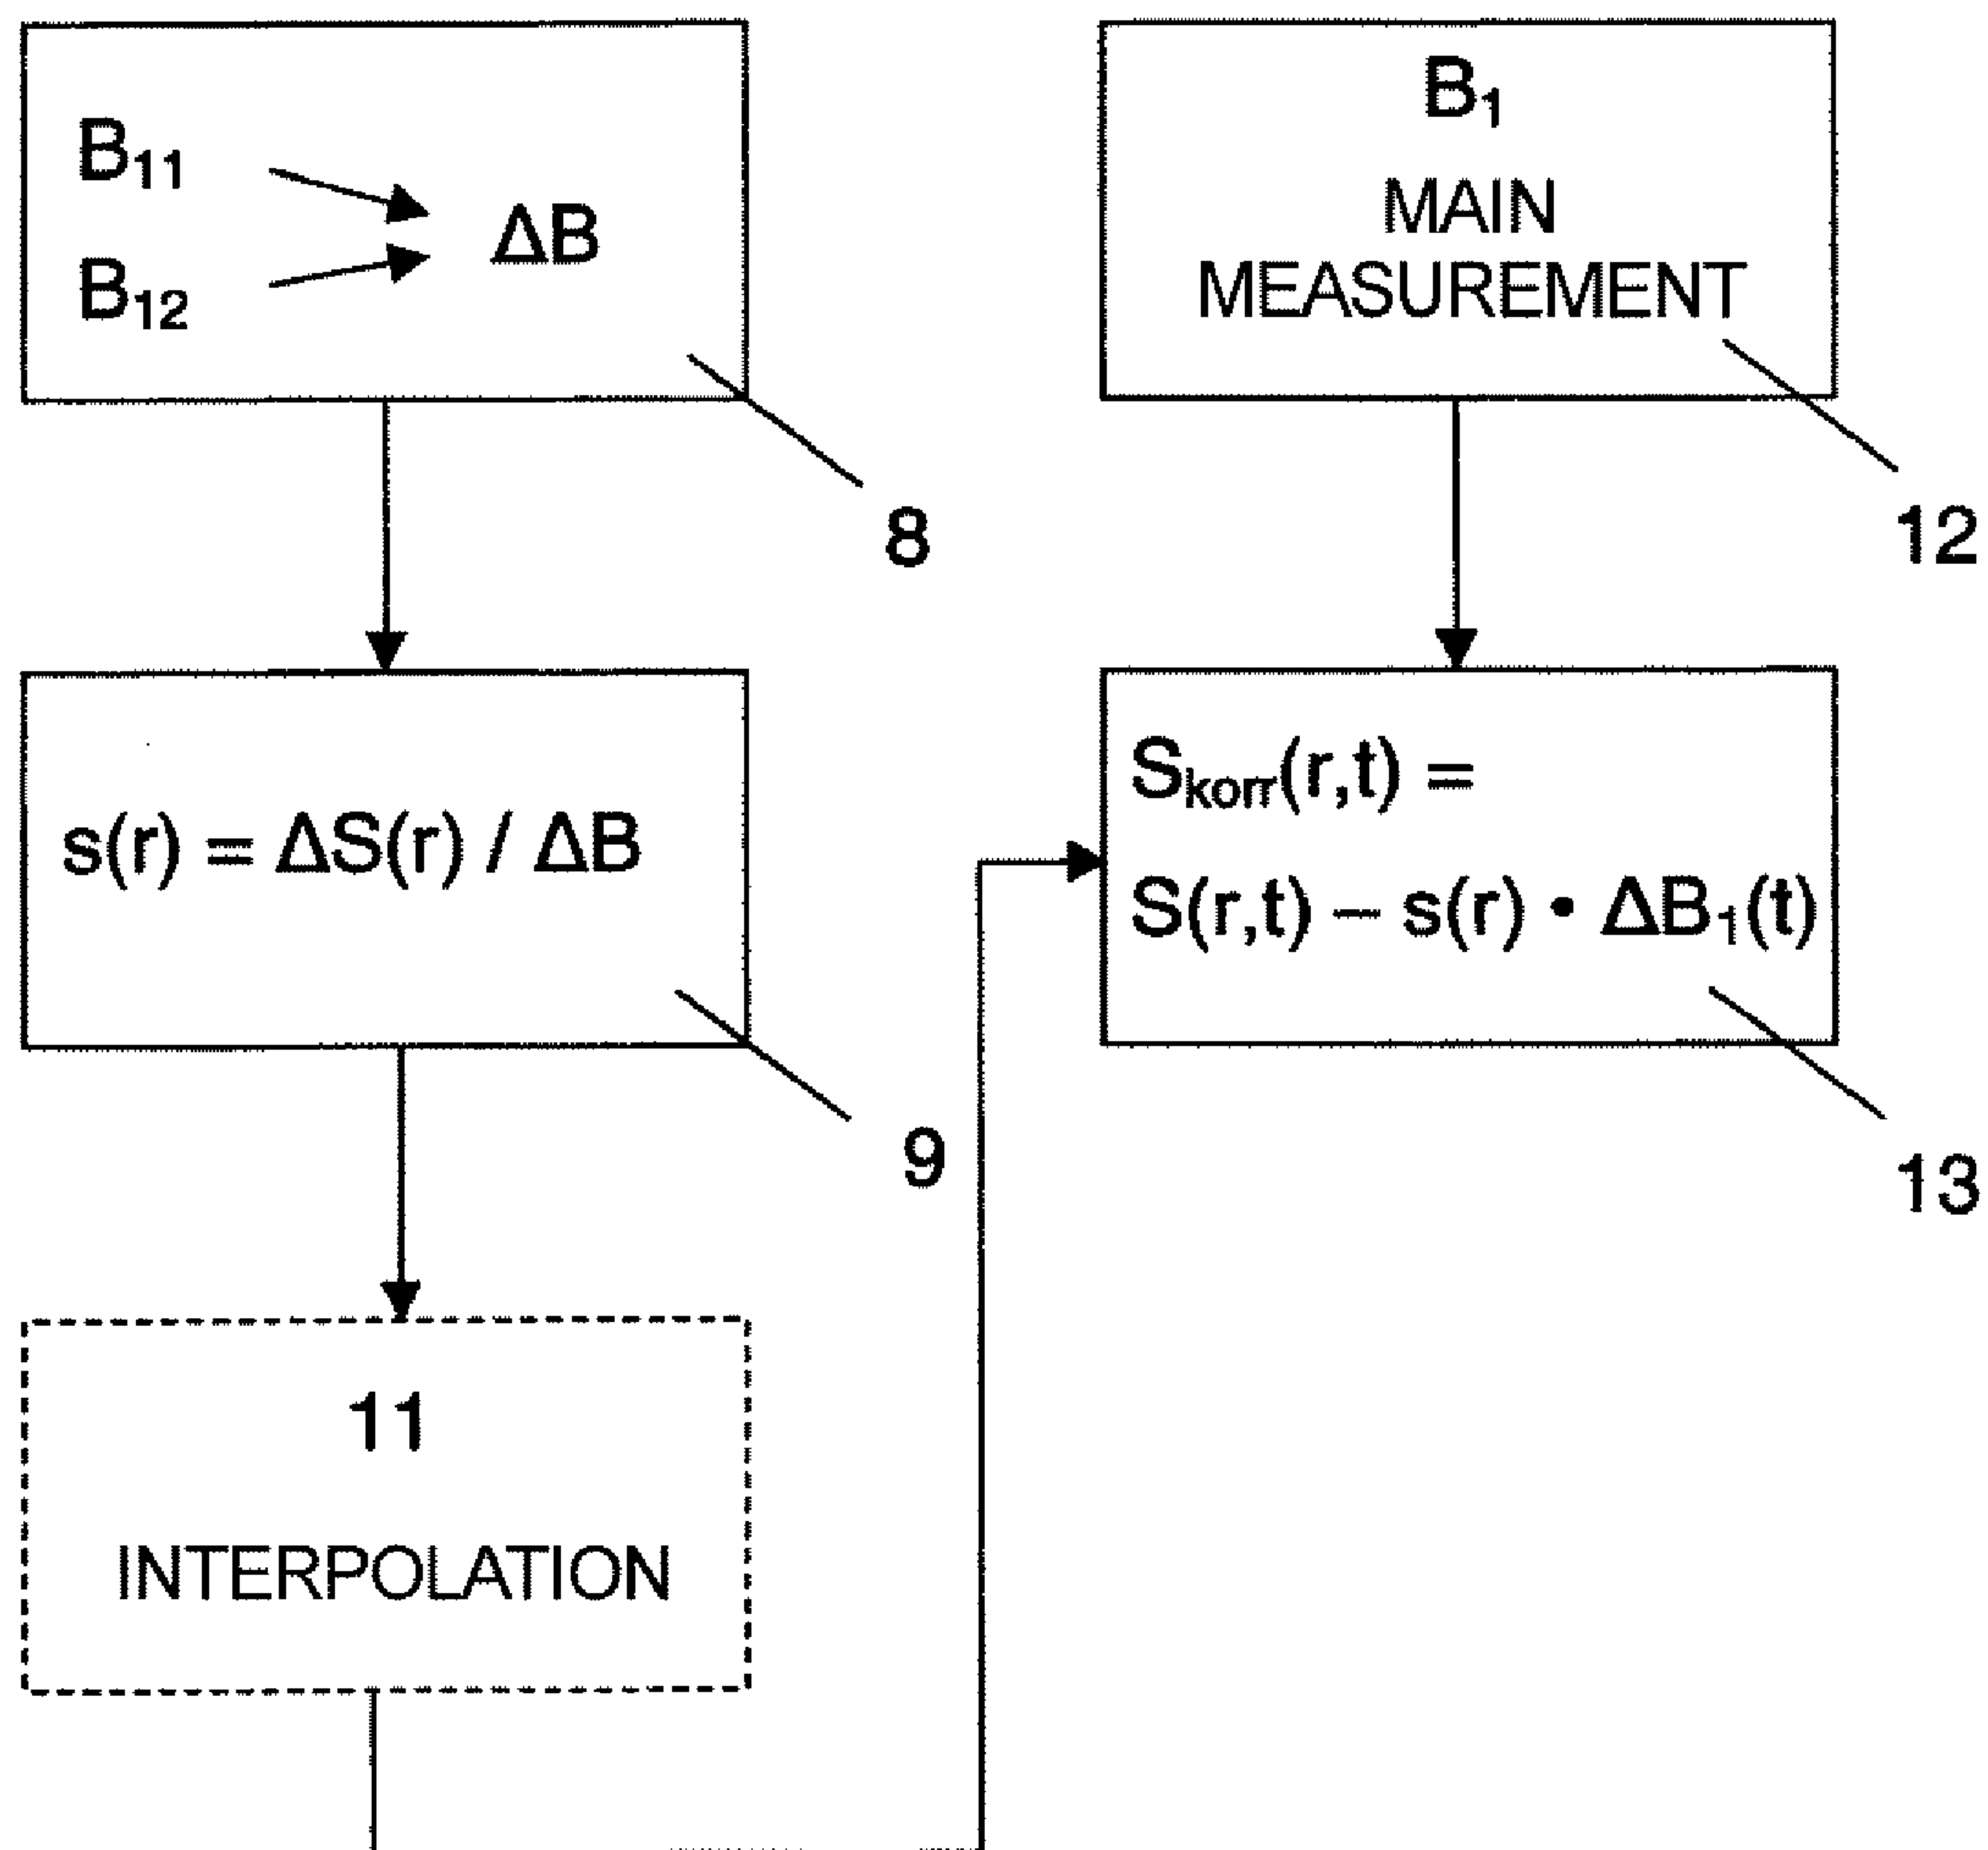 B₁₁
B₁₂
ΔB
8
s(r) = ΔS(r) / ΔB
9
11
INTERPOLATION
B₁
MAIN
MEASUREMENT
12
Sₖₒᵣᵣ(r,t) =
S(r,t) – s(r) • ΔB₁(t)
13